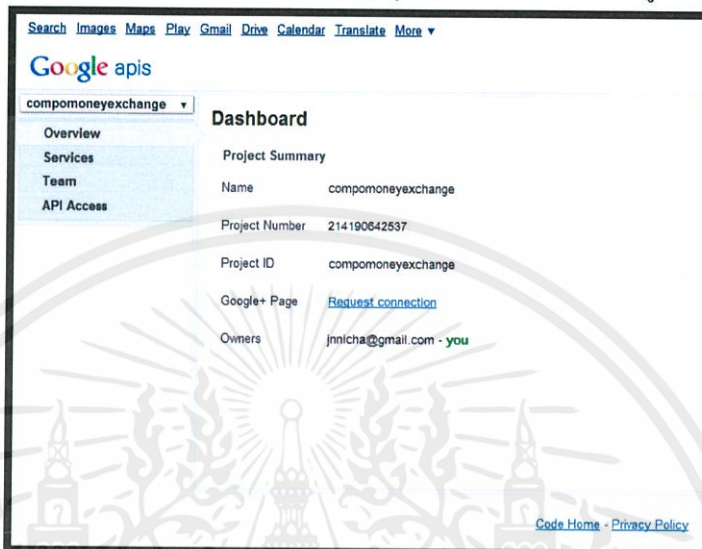 Search Images Maps Play Gmail Drive Calendar Translate More ▼
Google apis
compomoneyexchange ▼
Overview
Services
Team
API Access
Dashboard
Project Summary
Name compomoneyexchange
Project Number 214190642537
Project ID compomoneyexchange
Google+ Page Request connection
Owners jnnicha@gmail.com - you
Code Home - Privacy Policy